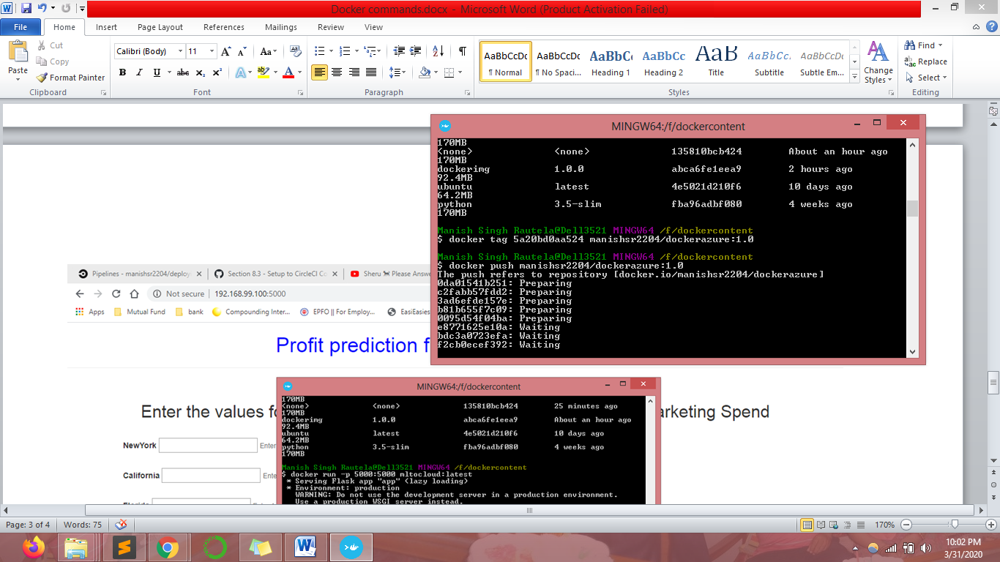 Docker commands.docx - Microsoft Word (Product Activation Failed)
File Home Insert Page Layout References Mailings Review View
Paste
Cut
Copy
Format Painter
Clipboard
Calibri (Body) 11
Font
Paragraph
AaBbCcDc AaBbCcDc AaBbCc AaBbCc AaB AaBbCc. AaBbCcDc
¶ Normal ¶ No Spaci... Heading 1 Heading 2 Title Subtitle Subtle Em...
Change
Styles
Styles
Find
Replace
Select
Editing
MINGW64:/f/dockercontent
170MB
<none> <none> 135810bcb424 About an hour ago
170MB
dockerimg 1.0.0 abca6fe1eea9 2 hours ago
92.4MB
ubuntu latest 4e5021d210f6 10 days ago
64.2MB
python 3.5-slim fba96adbf080 4 weeks ago
170MB
Manish Singh Rautela@Dell3521 MINGW64 /f/dockercontent
$ docker tag 5a20bd0aa524 manishsr2204/dockerazure:1.0
Manish Singh Rautela@Dell3521 MINGW64 /f/dockercontent
$ docker push manishsr2204/dockerazure:1.0
The push refers to repository [docker.io/manishsr2204/dockerazure]
0da01541b251: Preparing
c2fabb57fdd2: Preparing
3ad6efde157e: Preparing
b81b655f7c09: Preparing
0095d54f04ba: Preparing
e8771625e10a: Waiting
bdc3a0723efa: Waiting
f2cb0ecef392: Waiting
Pipelines - manishsr2204/deploy Section 8.3 - Setup to CircleCI Co Sheru Please Answe
Not secure 192.168.99.100:5000
Apps Mutual Fund bank Compounding Inter... EPFO || For Employ... EasiEasies
Profit prediction f
Enter the values fo
arketing Spend
NewYork Enter
California Ente
Florida
MINGW64:/f/dockercontent
170MB
<none> <none> 135810bcb424 25 minutes ago
170MB
dockerimg 1.0.0 abca6fe1eea9 About an hour ago
92.4MB
ubuntu latest 4e5021d210f6 10 days ago
64.2MB
python 3.5-slim fba96adbf080 4 weeks ago
170MB
Manish Singh Rautela@Dell3521 MINGW64 /f/dockercontent
$ docker run -p 5000:5000 mltocloud:latest
* Serving Flask app "app" (lazy loading)
* Environment: production
WARNING: Do not use the development server in a production environment.
Use a production WSGI server instead.
Page: 3 of 4 Words: 75 170%
10:02 PM
3/31/2020